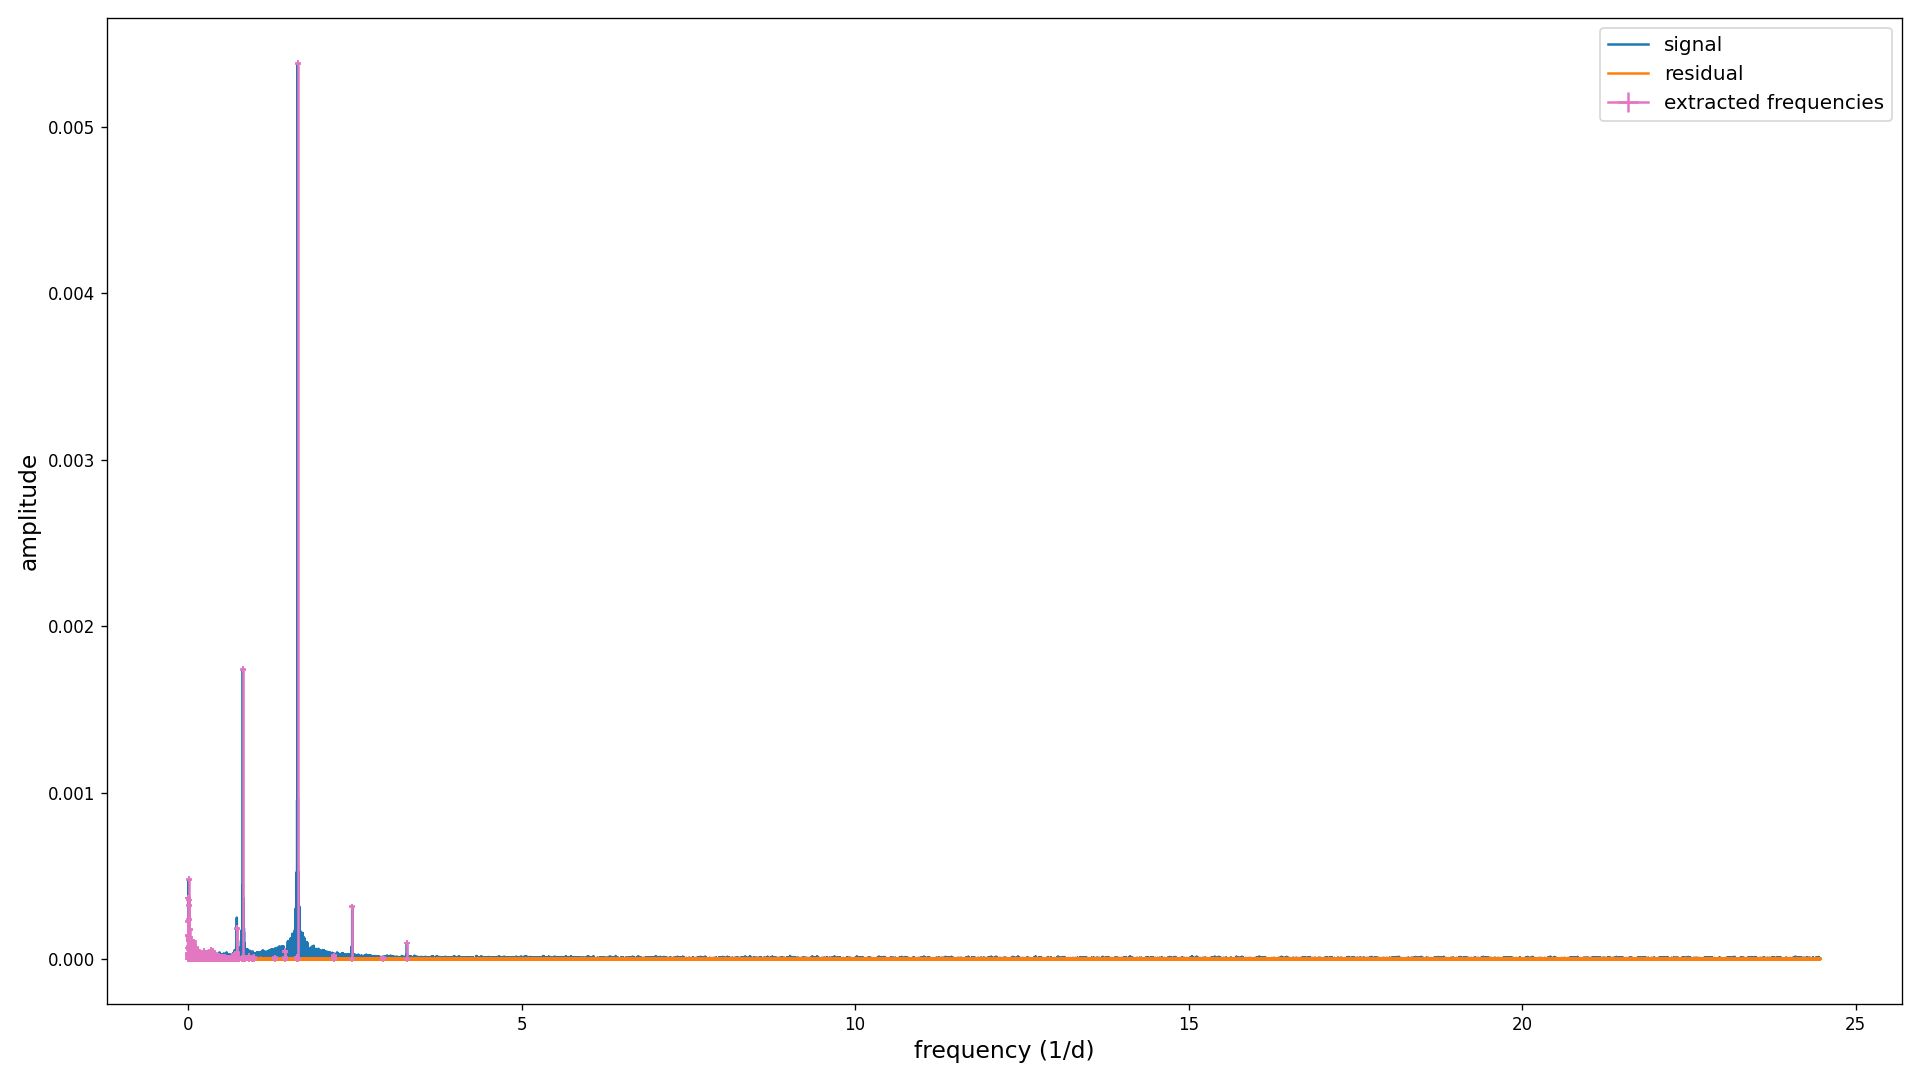 signal
residual
extracted frequencies
0.005
0.004
0.003
0.002
0.001
0.000
amplitude
0 5 10 15 20 25
frequency (1/d)